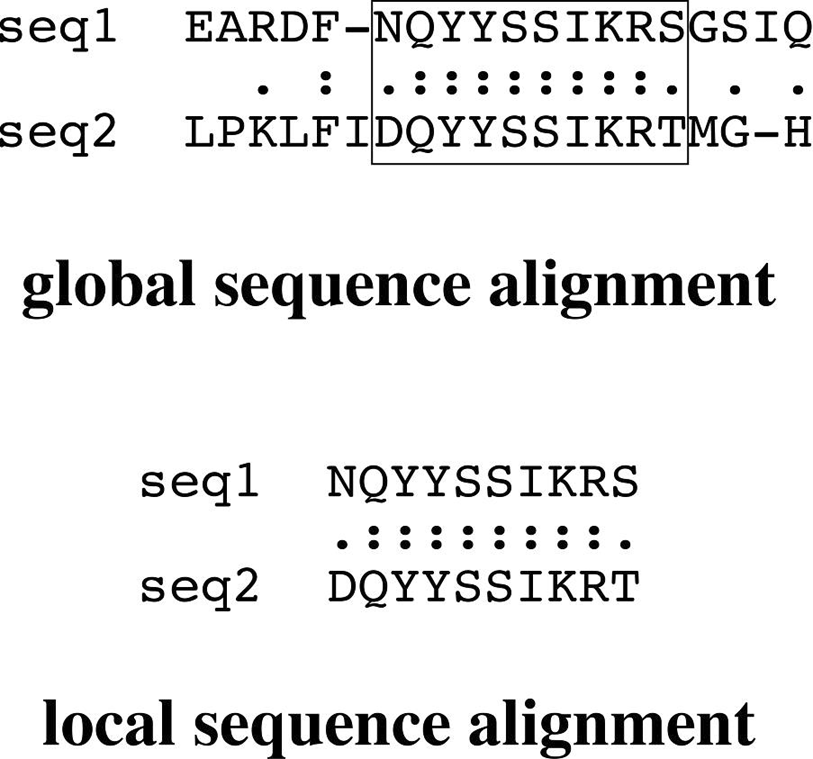 seq1 EARDF-NQYYSSIKRSGSIQ
. : .::::::::. . .
seq2 LPKLFIDQYYSSIKRTMG-H
global sequence alignment
seq1 NQYYSSIKRS
.::::::::.
seq2 DQYYSSIKRT
local sequence alignment